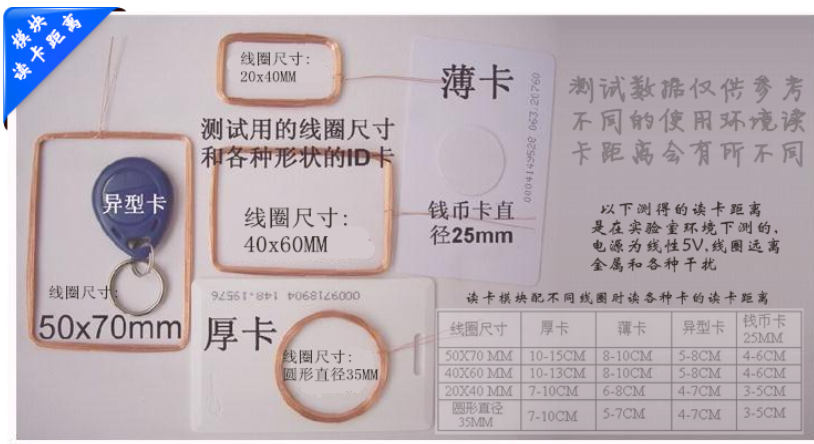 模块
读卡距离
线圈尺寸:
20x40MM
薄卡
0004149528 063,20760
测试数据仅供参考
不同的使用环境读
卡距离会有所不同
测试用的线圈尺寸
和各种形状的ID卡
异型卡
线圈尺寸:
40x60MM
钱币卡直
径25mm
以下测得的读卡距离
是在实验室环境下测的,
电源为线性5V,线圈远离
金属和各种干扰
线圈尺寸:
50x70mm
0009718904 148,19576
厚卡
线圈尺寸:
圆形直径35MM
读卡模块配不同线圈时读各种卡的读卡距离
线圈尺寸 厚卡 薄卡 异型卡 钱币卡
25MM
50X70 MM 10-15CM 8-10CM 5-8CM 4-6CM
40X60 MM 10-13CM 8-10CM 5-8CM 4-6CM
20X40 MM 7-10CM 6-8CM 4-7CM 3-5CM
圆形直径
35MM 7-10CM 5-7CM 4-7CM 3-5CM